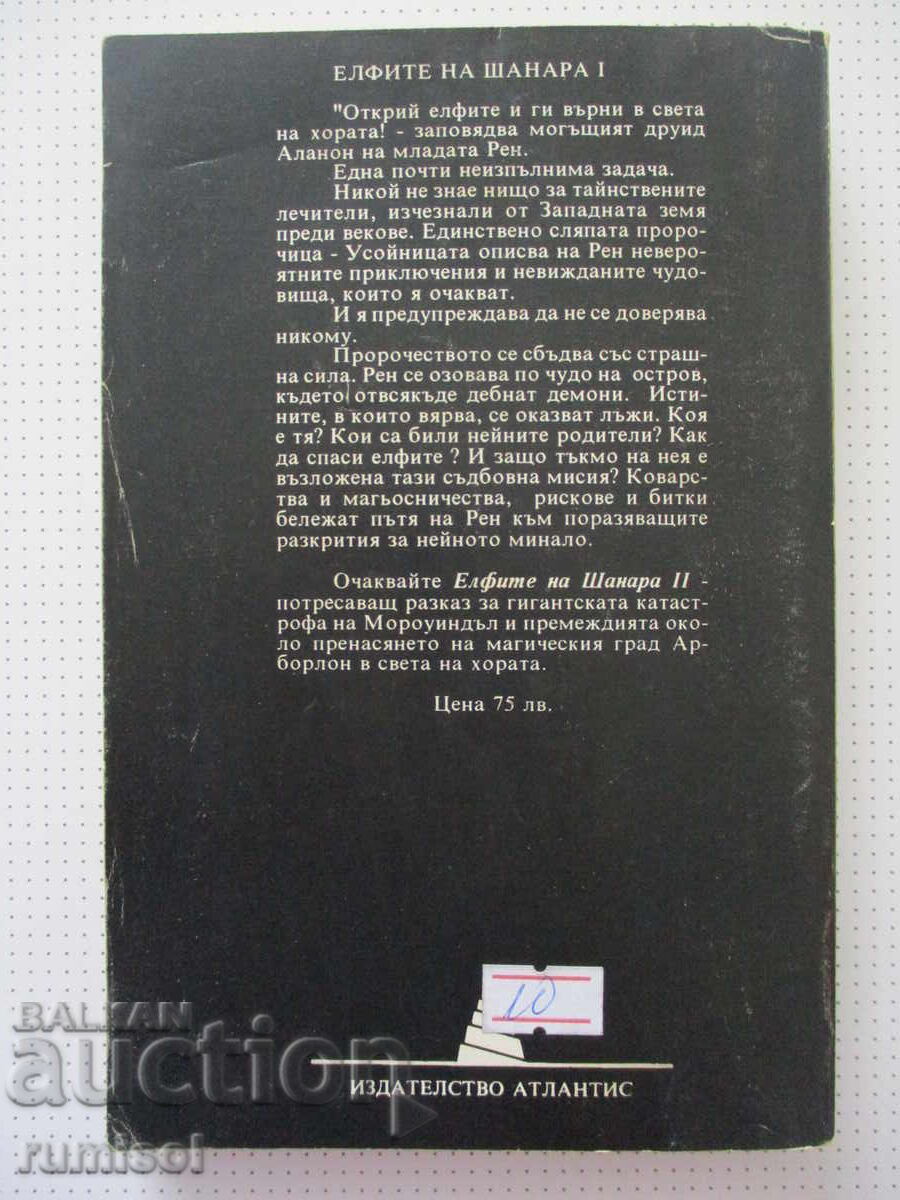 ЕЛФИТЕ НА ШАНАРА I
"Открий елфите и ги върни в света
на хората! - заповядва могъщият друид
Аланон на младата Рен.
Една почти неизпълнима задача.
Никой не знае нищо за тайнствените
лечители, изчезнали от Западната земя
преди векове. Единствено сляпата проро-
чица - Усойницата описва на Рен неверо-
ятните приключения и невижданите чудо-
вища, които я очакват.
И я предупреждава да не се доверява
никому.
Пророчеството се сбъдва със страш-
на сила. Рен се озовава по чудо на остров,
където отвсякъде дебнат демони. Исти-
ните, в които вярва, се оказват лъжи. Коя
е тя? Кои са били нейните родители? Как
да спаси елфите ? И защо тъкмо на нея е
възложена тази съдбовна мисия? Коварс-
тва и магьосничества, рискове и битки
бележат пътя на Рен към поразяващите
разкрития за нейното минало.
Очаквайте Елфите на Шанара II -
потресаващ разказ за гигантската катаст-
рофа на Мороуиндъл и премеждията око-
ло пренасянето на магическия град Ар-
борлон в света на хората.
Цена 75 лв.
10
ИЗДАТЕЛСТВО АТЛАНТИС
BALKAN
auction
rumisol